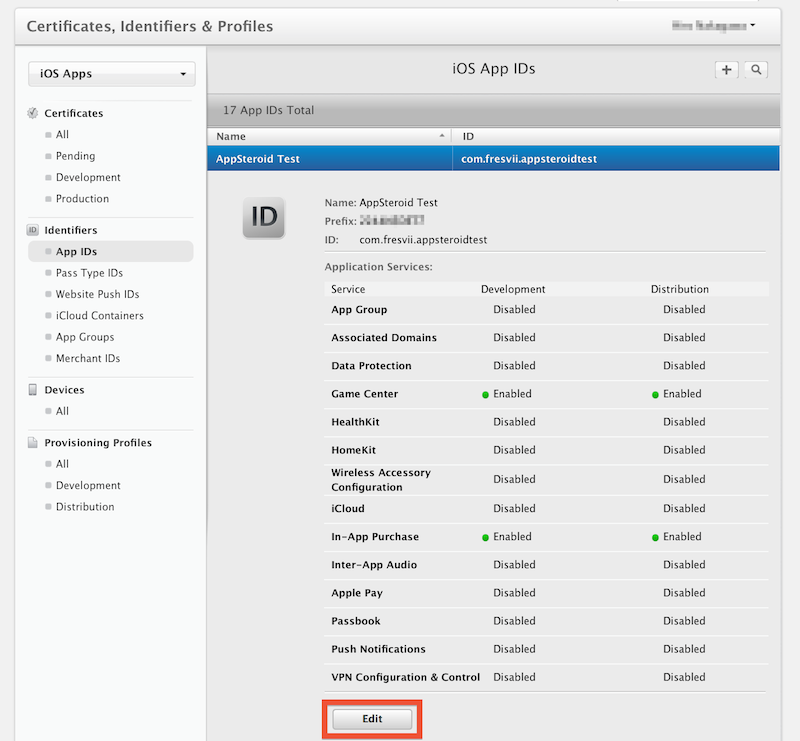 Certificates, Identifiers & Profiles
iOS Apps
Certificates
All
Pending
Development
Production
ID Identifiers
App IDs
Pass Type IDs
Website Push IDs
iCloud Containers
App Groups
Merchant IDs
Devices
All
Provisioning Profiles
All
Development
Distribution
iOS App IDs
17 App IDs Total
Name ID
AppSteroid Test com.fresvii.appsteroidtest
ID
Name: AppSteroid Test
Prefix:
ID: com.fresvii.appsteroidtest
Application Services:
Service Development Distribution
App Group Disabled Disabled
Associated Domains Disabled Disabled
Data Protection Disabled Disabled
Game Center Enabled Enabled
HealthKit Disabled Disabled
HomeKit Disabled Disabled
Wireless Accessory
Configuration Disabled Disabled
iCloud Disabled Disabled
In-App Purchase Enabled Enabled
Inter-App Audio Disabled Disabled
Apple Pay Disabled Disabled
Passbook Disabled Disabled
Push Notifications Disabled Disabled
VPN Configuration & Control Disabled Disabled
Edit